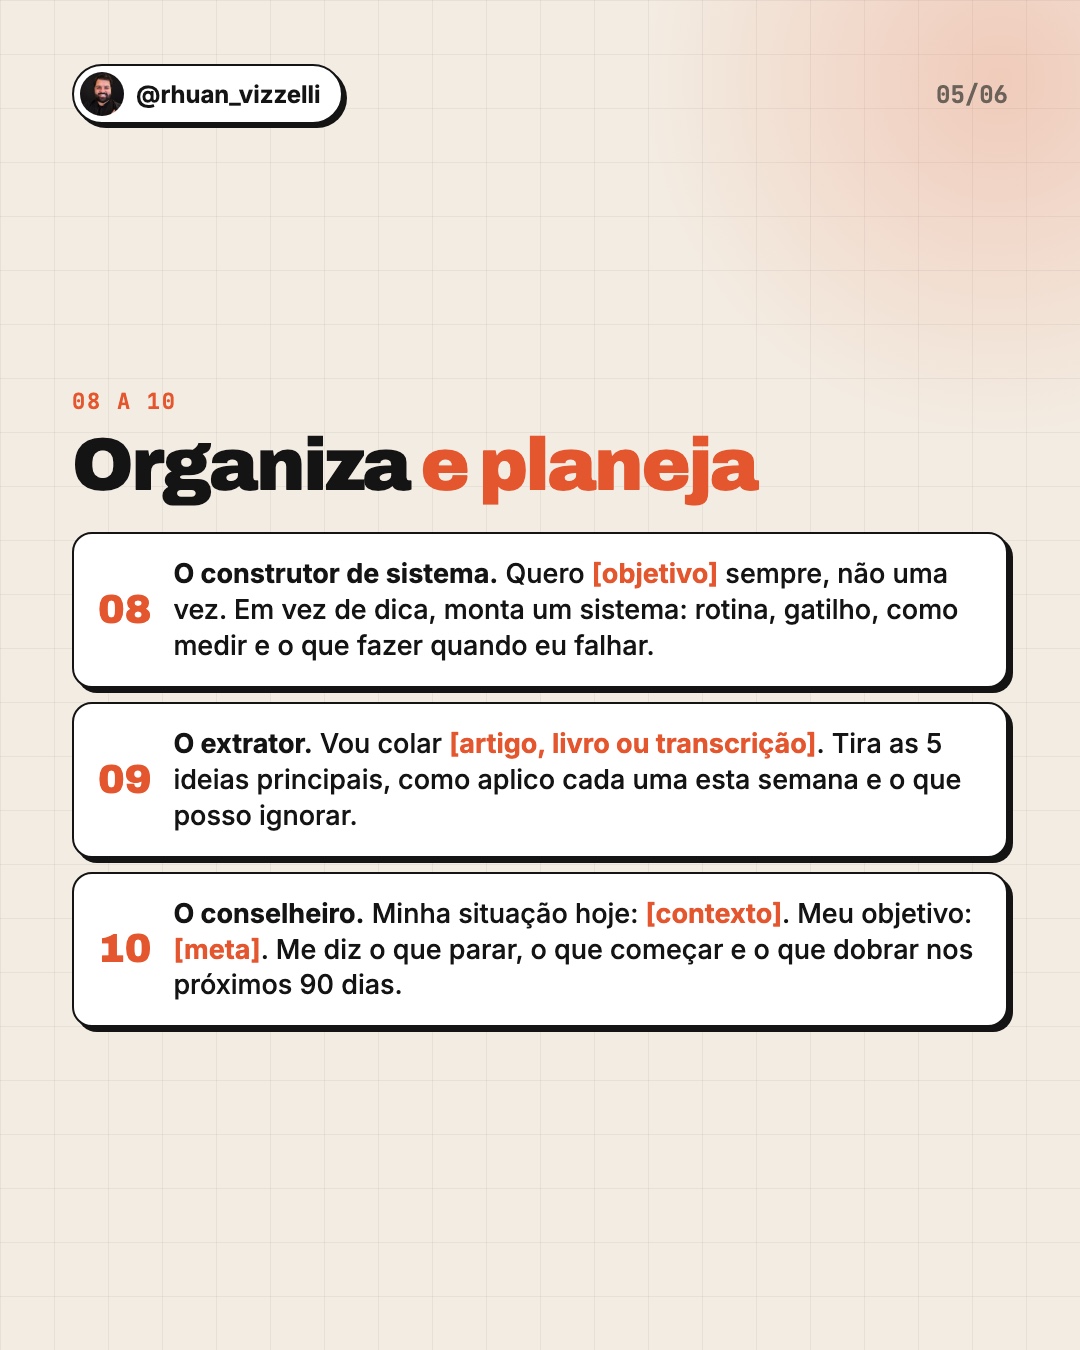 @rhuan_vizzelli
05/06
08 A 10
Organiza e planeja
08
O construtor de sistema. Quero [objetivo] sempre, não uma
vez. Em vez de dica, monta um sistema: rotina, gatilho, como
medir e o que fazer quando eu falhar.
09
O extrator. Vou colar [artigo, livro ou transcrição]. Tira as 5
ideias principais, como aplico cada uma esta semana e o que
posso ignorar.
10
O conselheiro. Minha situação hoje: [contexto]. Meu objetivo:
[meta]. Me diz o que parar, o que começar e o que dobrar nos
próximos 90 dias.